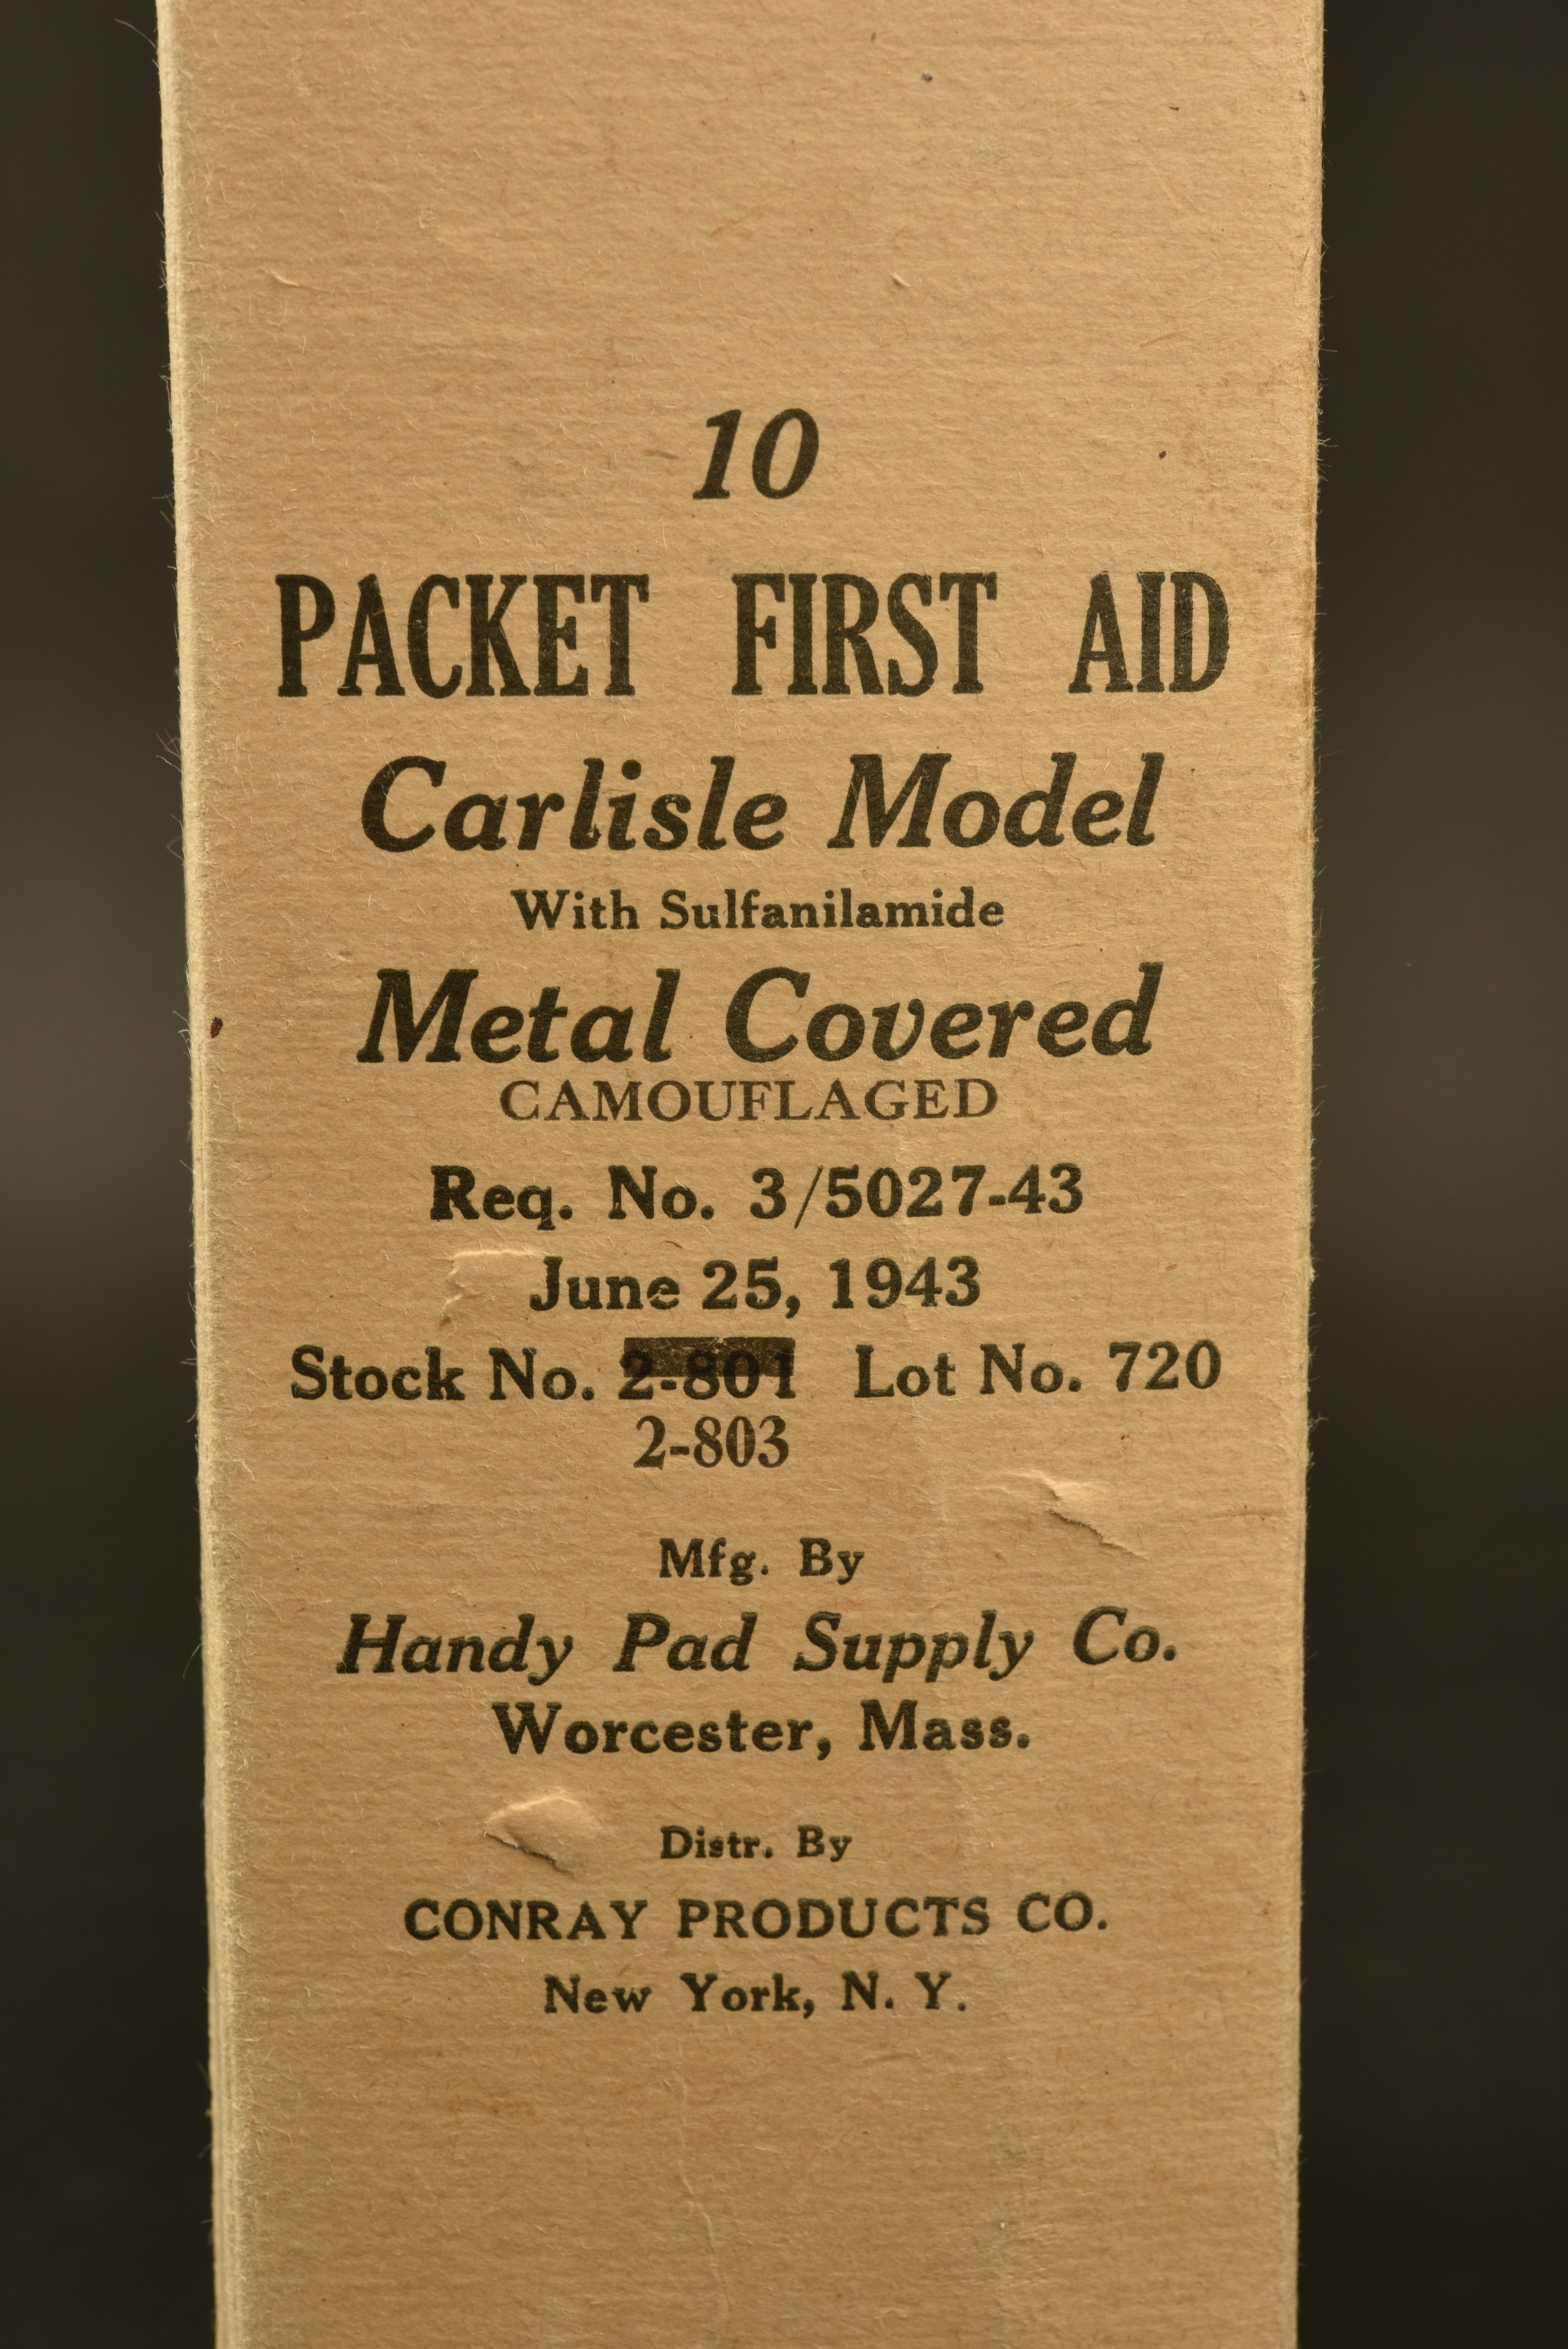 10
PACKET FIRST AID
Carlisle Model
With Sulfanilamide
Metal Covered
CAMOUFLAGED
Req. No. 3/5027-43
June 25, 1943
Stock No. 2-801 Lot No. 720
2-803
Mfg. By
Handy Pad Supply Co.
Worcester, Mass.
Distr. By
CONRAY PRODUCTS CO.
New York, N. Y.